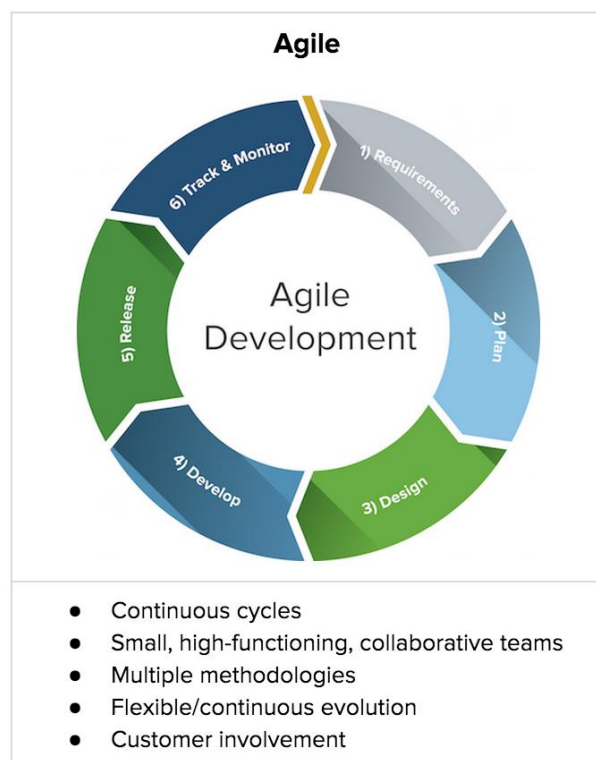 Agile
1) Requirements
2) Plan
3) Design
4) Develop
5) Release
6) Track & Monitor
Agile
Development
● Continuous cycles
● Small, high-functioning, collaborative teams
● Multiple methodologies
● Flexible/continuous evolution
● Customer involvement